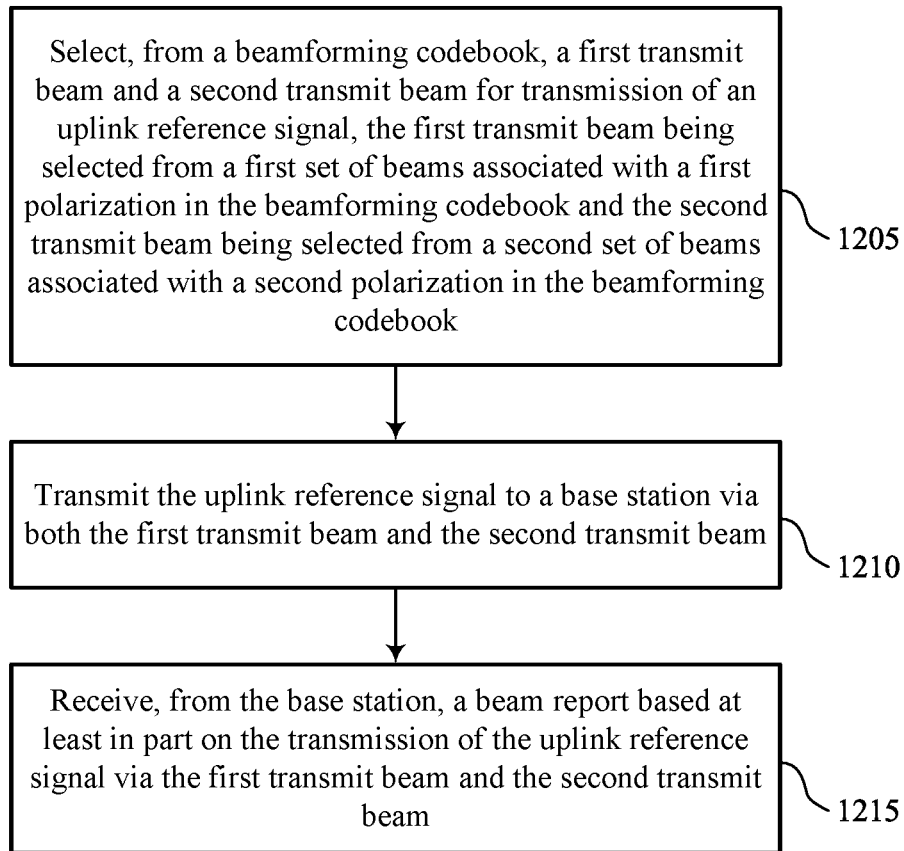 Select, from a beamforming codebook, a first transmit
beam and a second transmit beam for transmission of an
uplink reference signal, the first transmit beam being
selected from a first set of beams associated with a first
polarization in the beamforming codebook and the second
transmit beam being selected from a second set of beams
associated with a second polarization in the beamforming
codebook
1205
Transmit the uplink reference signal to a base station via
both the first transmit beam and the second transmit beam
1210
Receive, from the base station, a beam report based at
least in part on the transmission of the uplink reference
signal via the first transmit beam and the second transmit
beam
1215